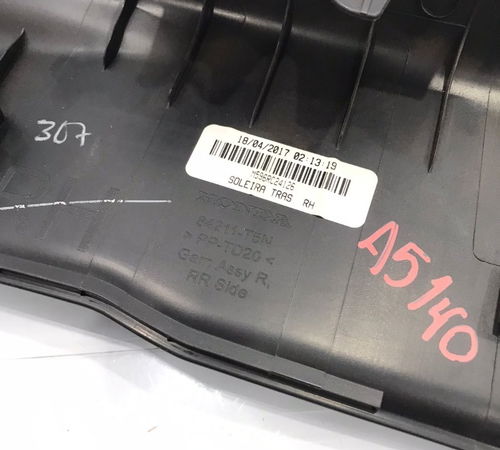 307
18/04/2017 02:13:19
M596RC24126
SOLEIRA TRAS RH
HONDA
84211-T5N
> PP-TD20 <
Garn Assy R,
RR Side
A5140